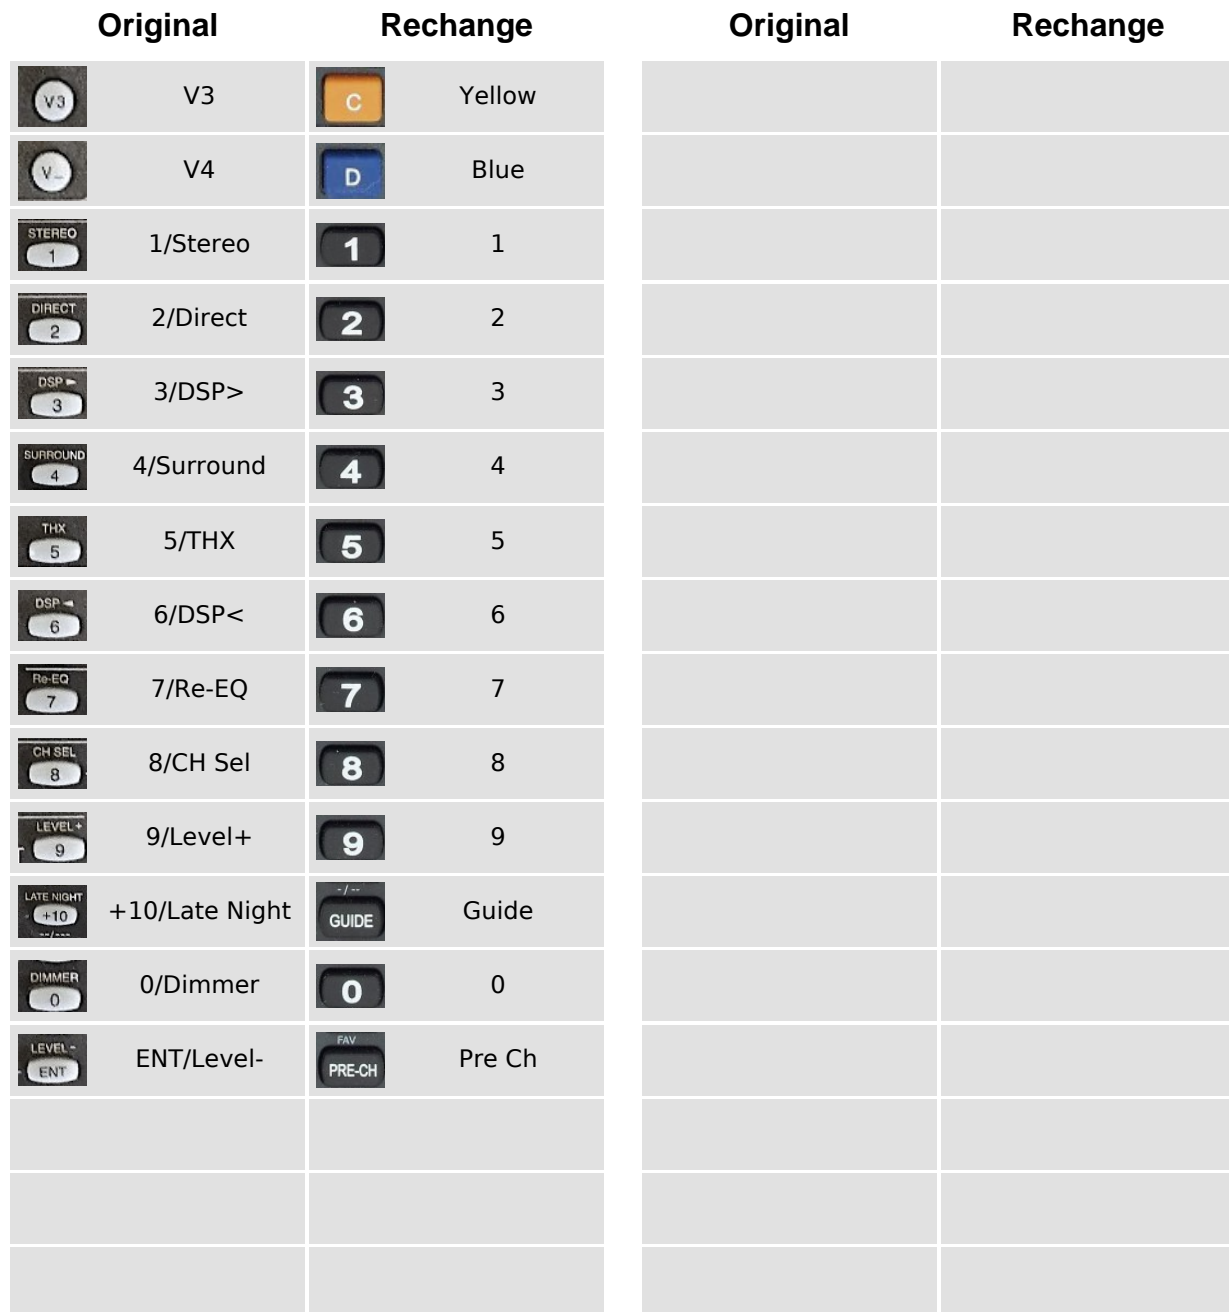 Original Rechange Original Rechange
V3 V3 C Yellow
V_ V4 D Blue
STEREO
1 1/Stereo 1 1
DIRECT
2 2/Direct 2 2
DSP ►
3 3/DSP> 3 3
SURROUND
4 4/Surround 4 4
THX
5 5/THX 5 5
DSP ◄
6 6/DSP< 6 6
Re-EQ
7 7/Re-EQ 7 7
CH SEL
8 8/CH Sel 8 8
LEVEL+
9 9/Level+ 9 9
LATE NIGHT -/--
+10 +10/Late Night GUIDE Guide
--/---
DIMMER
0 0/Dimmer 0 0
LEVEL- FAV
ENT ENT/Level- PRE-CH Pre Ch